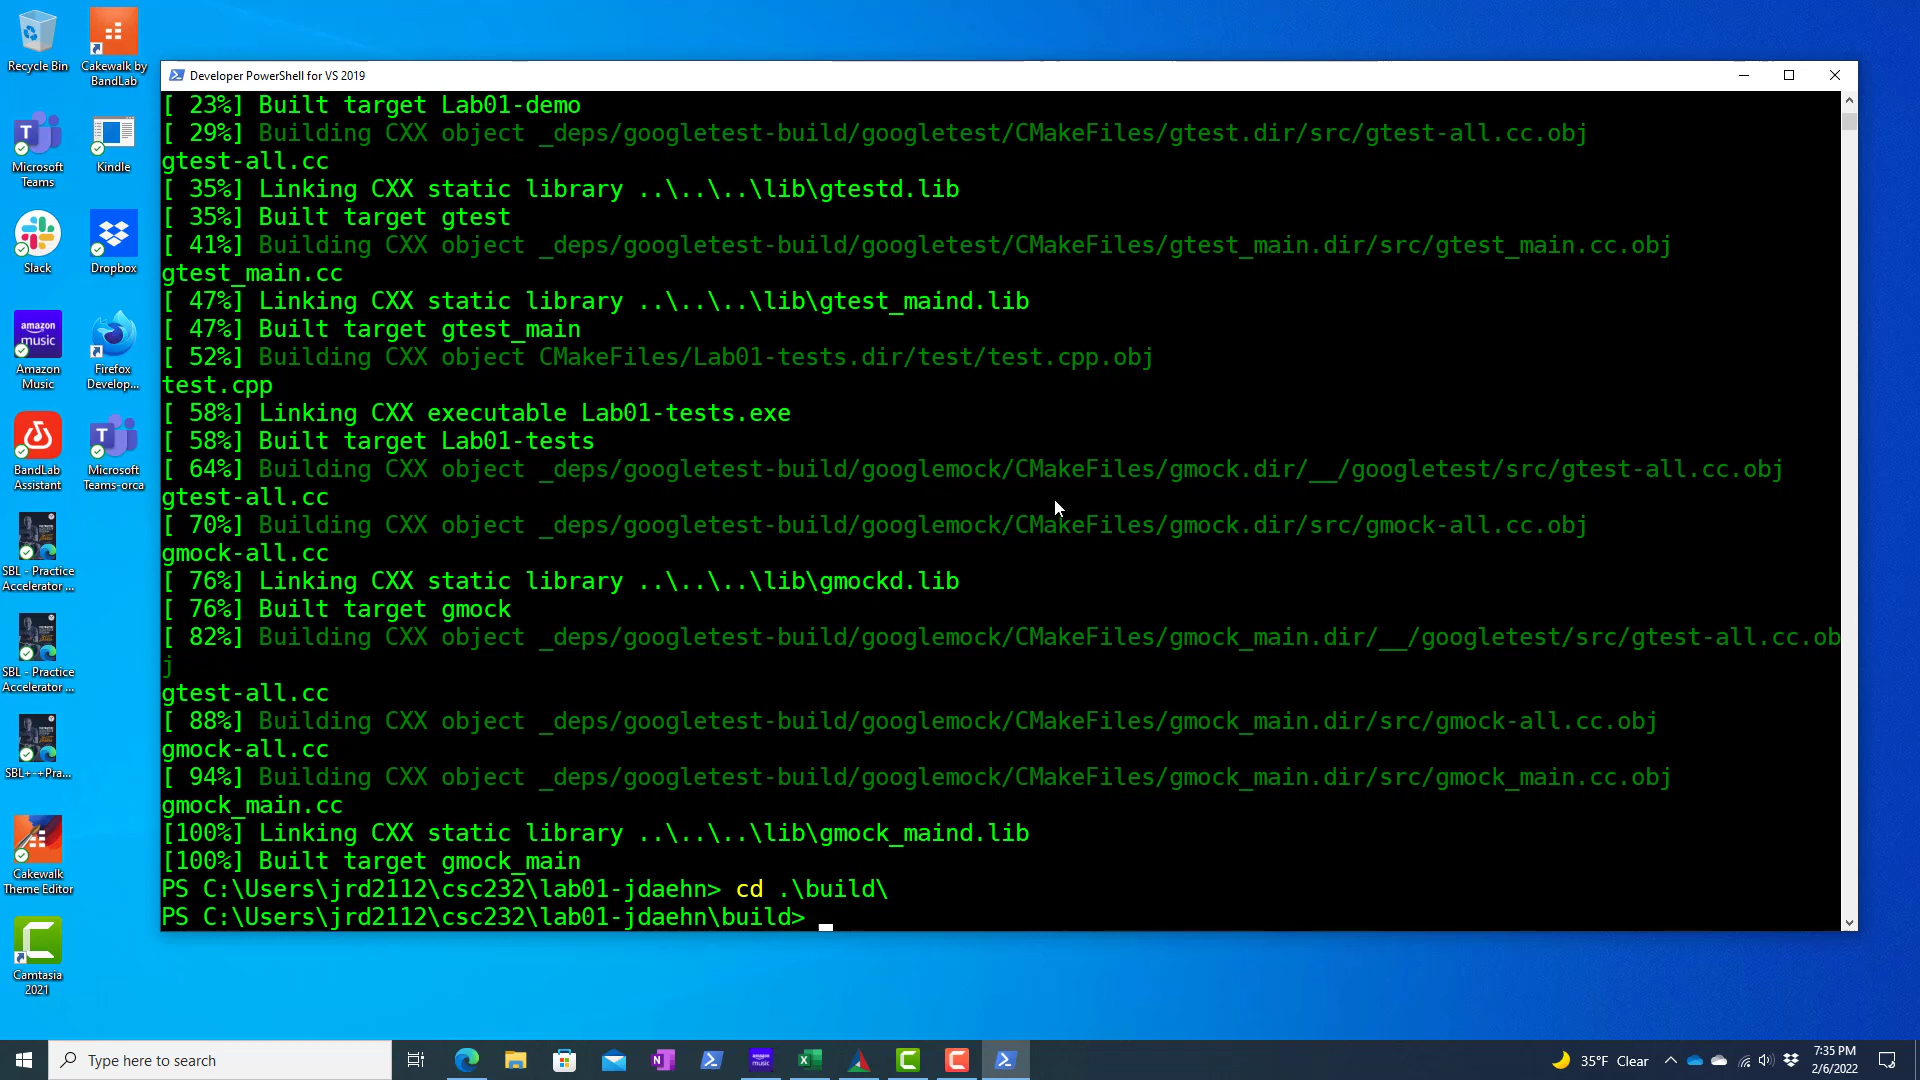 Recycle Bin
Cakewalk by
BandLab
Microsoft
Teams
Kindle
Slack
Dropbox
amazon
music
Amazon
Music
Firefox
Develop...
BandLab
Assistant
Microsoft
Teams-orca
SBL - Practice
Accelerator ...
SBL - Practice
Accelerator ...
SBL+-+Pra...
Cakewalk
Theme Editor
Camtasia
2021
Developer PowerShell for VS 2019
[ 23%] Built target Lab01-demo
[ 29%] Building CXX object _deps/googletest-build/googletest/CMakeFiles/gtest.dir/src/gtest-all.cc.obj
gtest-all.cc
[ 35%] Linking CXX static library ..\..\..\lib\gtestd.lib
[ 35%] Built target gtest
[ 41%] Building CXX object _deps/googletest-build/googletest/CMakeFiles/gtest_main.dir/src/gtest_main.cc.obj
gtest_main.cc
[ 47%] Linking CXX static library ..\..\..\lib\gtest_maind.lib
[ 47%] Built target gtest_main
[ 52%] Building CXX object CMakeFiles/Lab01-tests.dir/test/test.cpp.obj
test.cpp
[ 58%] Linking CXX executable Lab01-tests.exe
[ 58%] Built target Lab01-tests
[ 64%] Building CXX object _deps/googletest-build/googlemock/CMakeFiles/gmock.dir/__/googletest/src/gtest-all.cc.obj
gtest-all.cc
[ 70%] Building CXX object _deps/googletest-build/googlemock/CMakeFiles/gmock.dir/src/gmock-all.cc.obj
gmock-all.cc
[ 76%] Linking CXX static library ..\..\..\lib\gmockd.lib
[ 76%] Built target gmock
[ 82%] Building CXX object _deps/googletest-build/googlemock/CMakeFiles/gmock_main.dir/__/googletest/src/gtest-all.cc.ob
j
gtest-all.cc
[ 88%] Building CXX object _deps/googletest-build/googlemock/CMakeFiles/gmock_main.dir/src/gmock-all.cc.obj
gmock-all.cc
[ 94%] Building CXX object _deps/googletest-build/googlemock/CMakeFiles/gmock_main.dir/src/gmock_main.cc.obj
gmock_main.cc
[100%] Linking CXX static library ..\..\..\lib\gmock_maind.lib
[100%] Built target gmock_main
PS C:\Users\jrd2112\csc232\lab01-jdaehn> cd .\build\
PS C:\Users\jrd2112\csc232\lab01-jdaehn\build>
Type here to search
35°F Clear
7:35 PM
2/6/2022